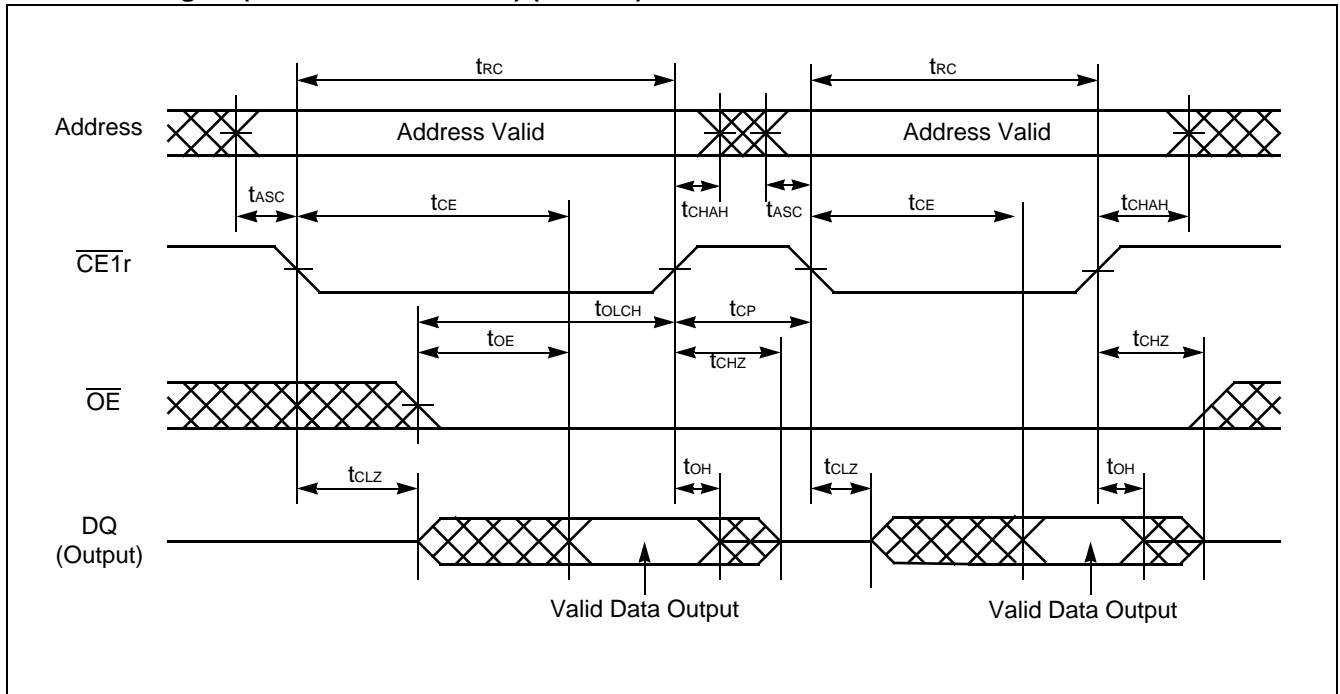 tRC tRC
Address Address Valid Address Valid
tASC tCE tCHAH tASC tCE tCHAH
CE1r
tOLCH tCP
tOE tCHZ tCHZ
OE
tCLZ tOH tCLZ tOH
DQ
(Output)
Valid Data Output Valid Data Output